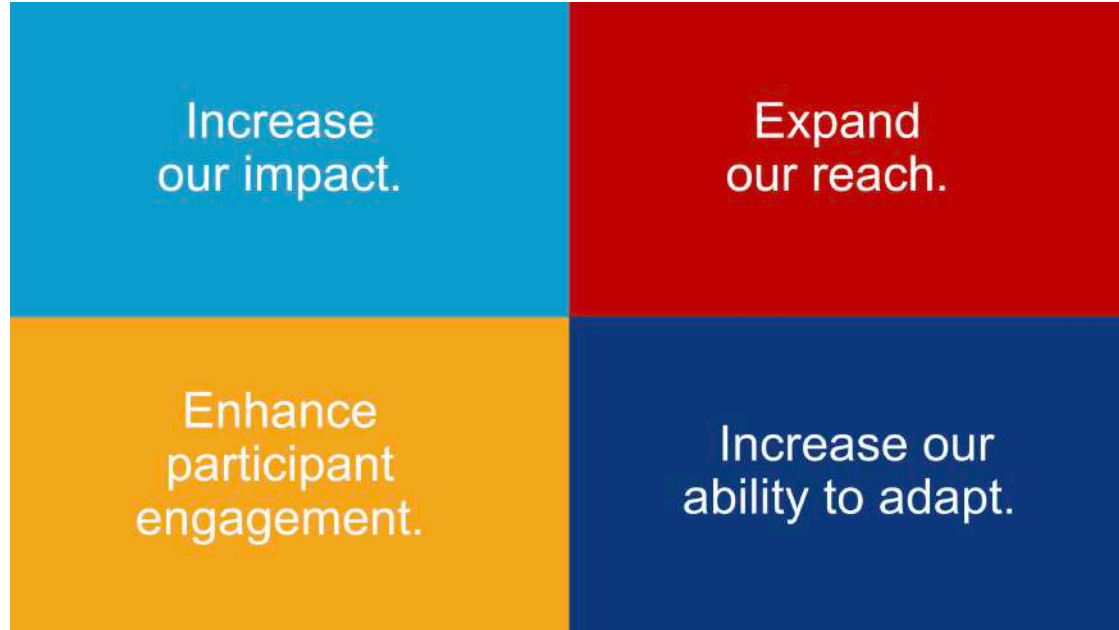 Increase
our impact.
Expand
our reach.
Enhance
participant
engagement.
Increase our
ability to adapt.